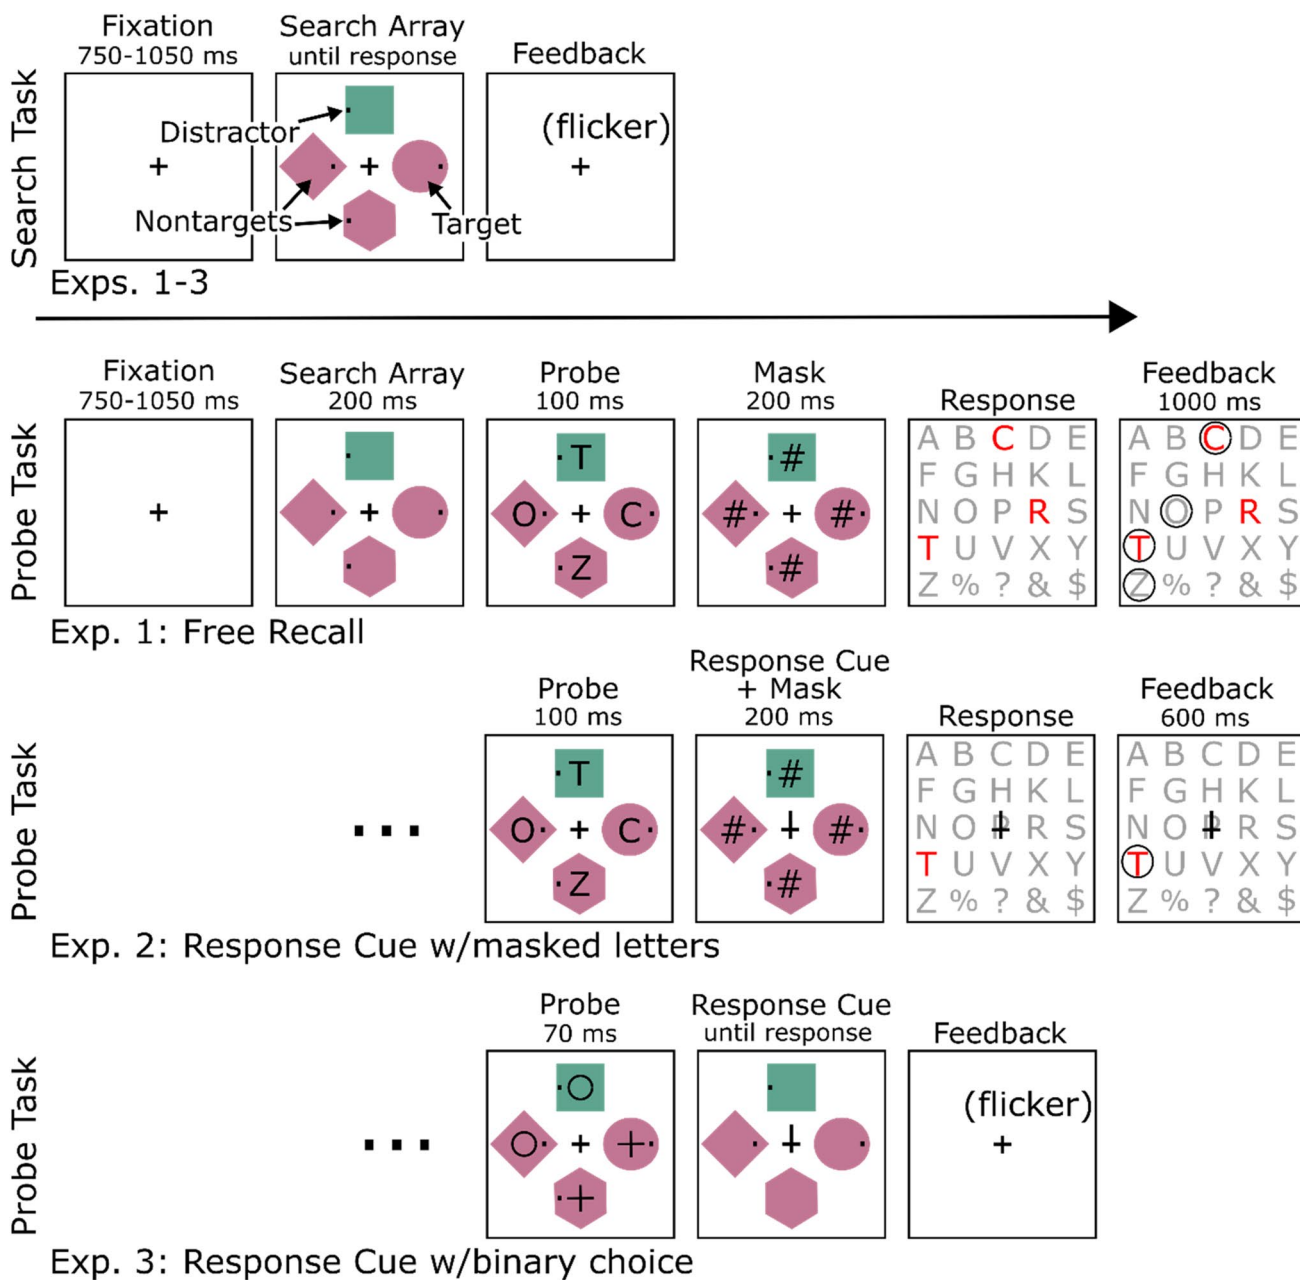 Search Task
Fixation
750-1050 ms
+
Search Array
until response
Distractor
+
Nontargets
Target
Feedback
(flicker)
+
Exps. 1-3
Probe Task
Fixation
750-1050 ms
+
Search Array
200 ms
+
Probe
100 ms
T
O + C
Z
Mask
200 ms
#
# + #
#
Response
A B C D E
F G H K L
N O P R S
T U V X Y
Z % ? & $
Feedback
1000 ms
A B C D E
F G H K L
N O P R S
T U V X Y
Z % ? & $
Exp. 1: Free Recall
Probe Task
...
Probe
100 ms
T
O + C
Z
Response Cue
+ Mask
200 ms
#
# + #
#
Response
A B C D E
F G H K L
N O P R S
T U V X Y
Z % ? & $
Feedback
600 ms
A B C D E
F G H K L
N O P R S
T U V X Y
Z % ? & $
Exp. 2: Response Cue w/masked letters
Probe Task
...
Probe
70 ms
O
O + +
+
Response Cue
until response
+
Feedback
(flicker)
+
Exp. 3: Response Cue w/binary choice